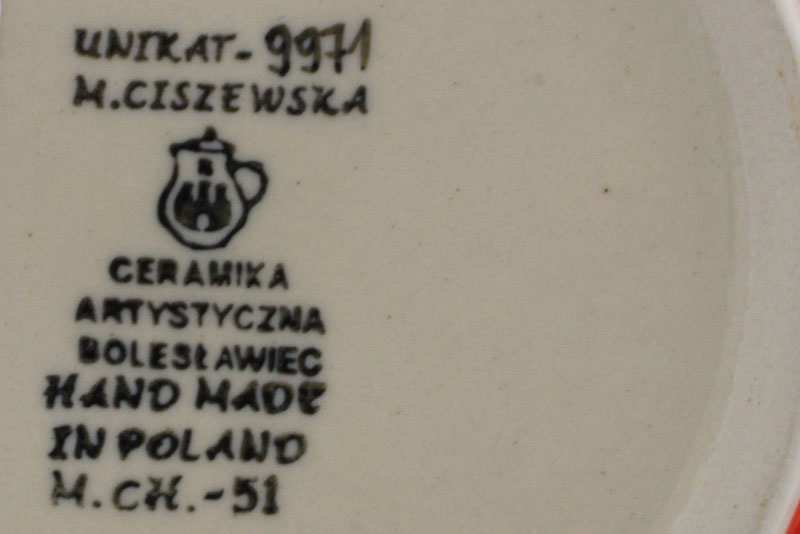 UNIKAT-9971
M.CISZEWSKA
CERAMIKA
ARTYSTYCZNA
BOLESŁAWIEC
HAND MADE
IN POLAND
M.CH.-51